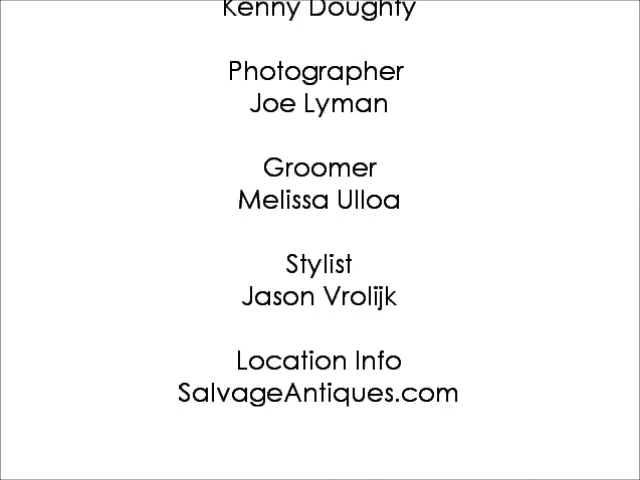 Kenny Doughty
Photographer
Joe Lyman
Groomer
Melissa Ulloa
Stylist
Jason Vrolijk
Location Info
SalvageAntiques.com